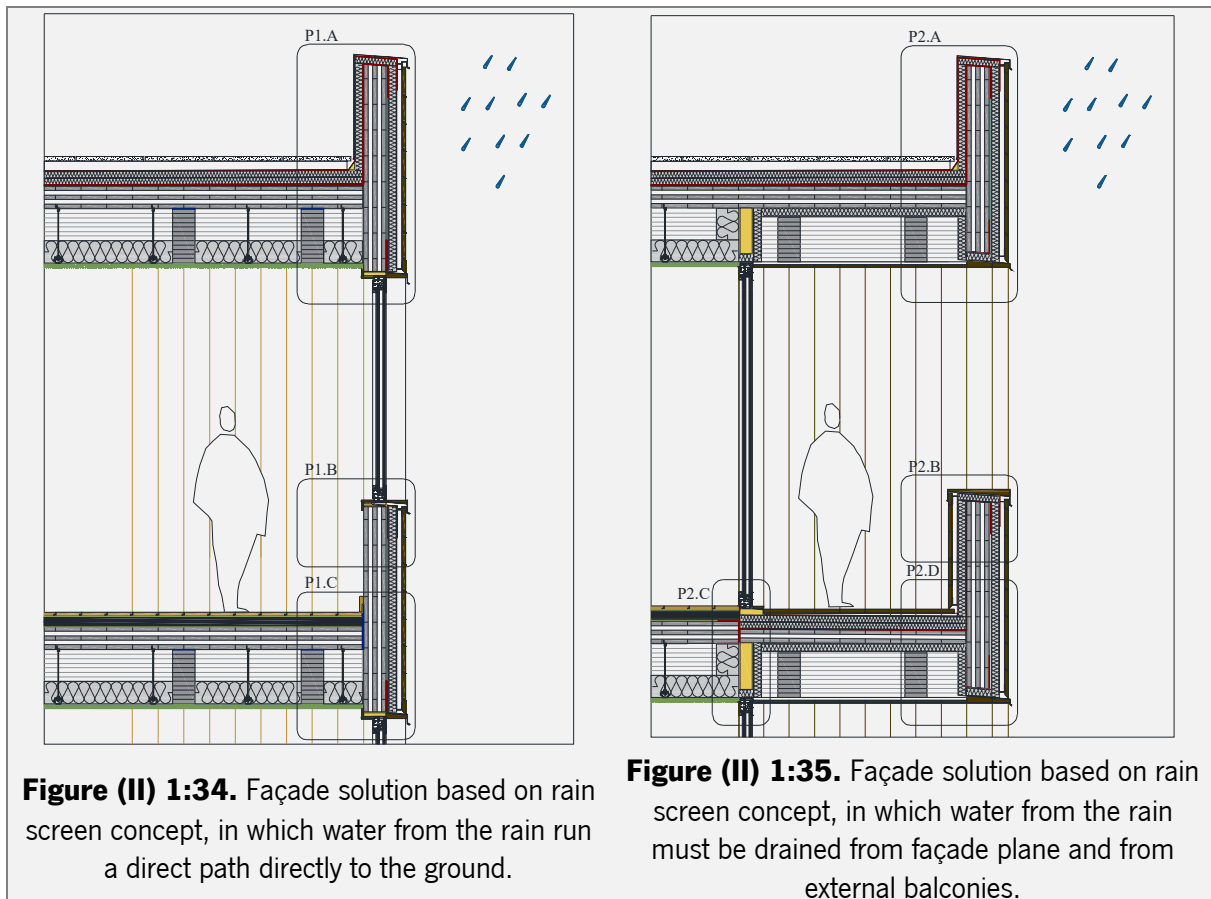 P1.A
P1.B
P1.C
Figure (II) 1:34. Façade solution based on rain
screen concept, in which water from the rain run
a direct path directly to the ground.
P2.A
P2.B
P2.C
P2.D
Figure (II) 1:35. Façade solution based on rain
screen concept, in which water from the rain
must be drained from façade plane and from
external balconies.